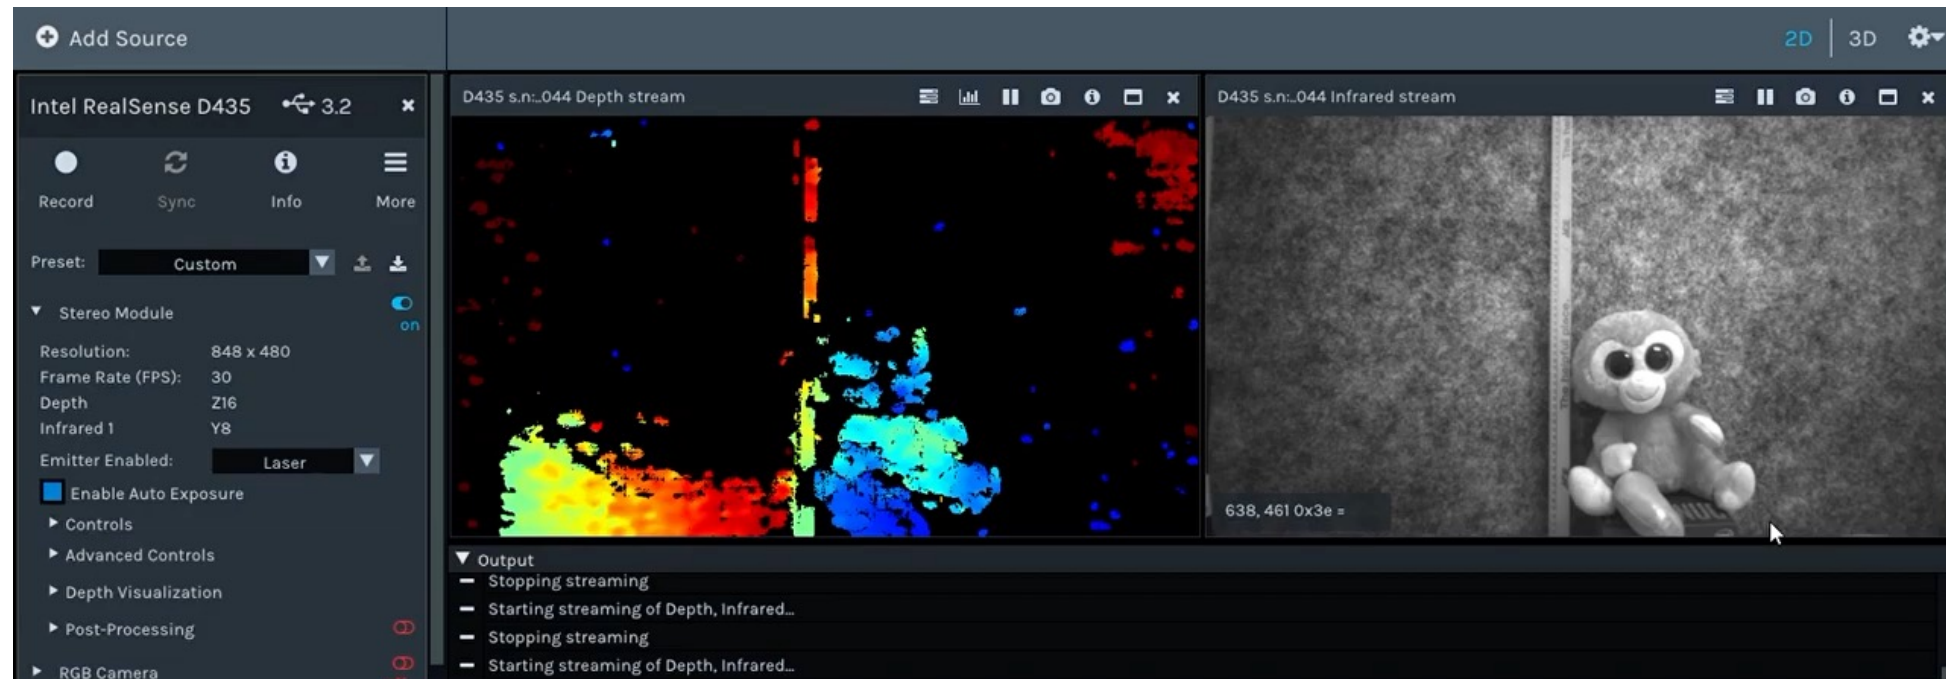 Add Source
2D
3D
Intel RealSense D435 3.2
Record
Sync
Info
More
Preset: Custom
Stereo Module
on
Resolution: 848 x 480
Frame Rate (FPS): 30
Depth Z16
Infrared 1 Y8
Emitter Enabled: Laser
Enable Auto Exposure
Controls
Advanced Controls
Depth Visualization
Post-Processing
RGB Camera
D435 s.n:..044 Depth stream
D435 s.n:..044 Infrared stream
638, 461 0x3e =
Output
Stopping streaming
Starting streaming of Depth, Infrared...
Stopping streaming
Starting streaming of Depth, Infrared...